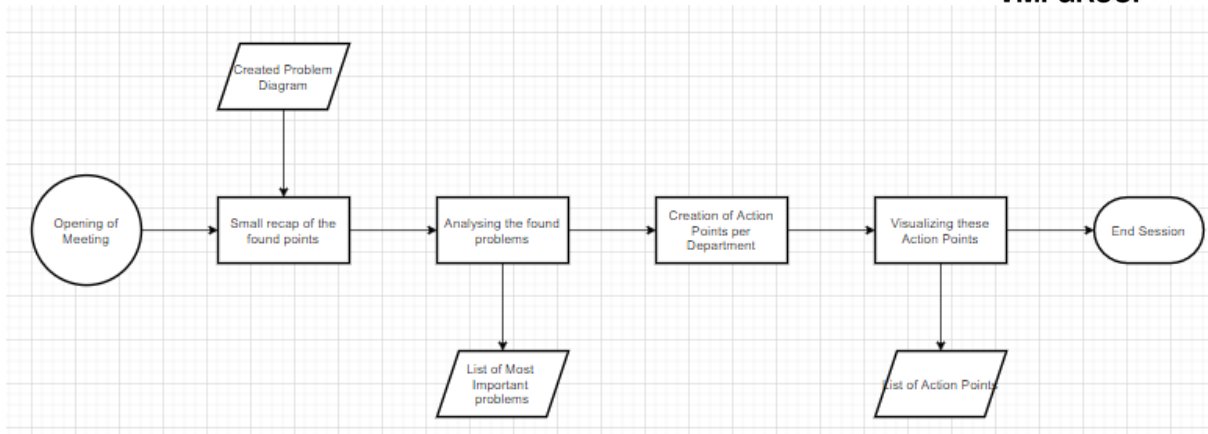 Created Problem
Diagram
Opening of
Meeting
Small recap of the
found points
Analysing the found
problems
Creation of Action
Points per
Department
Visualizing these
Action Points
End Session
List of Most
Important
problems
List of Action Points